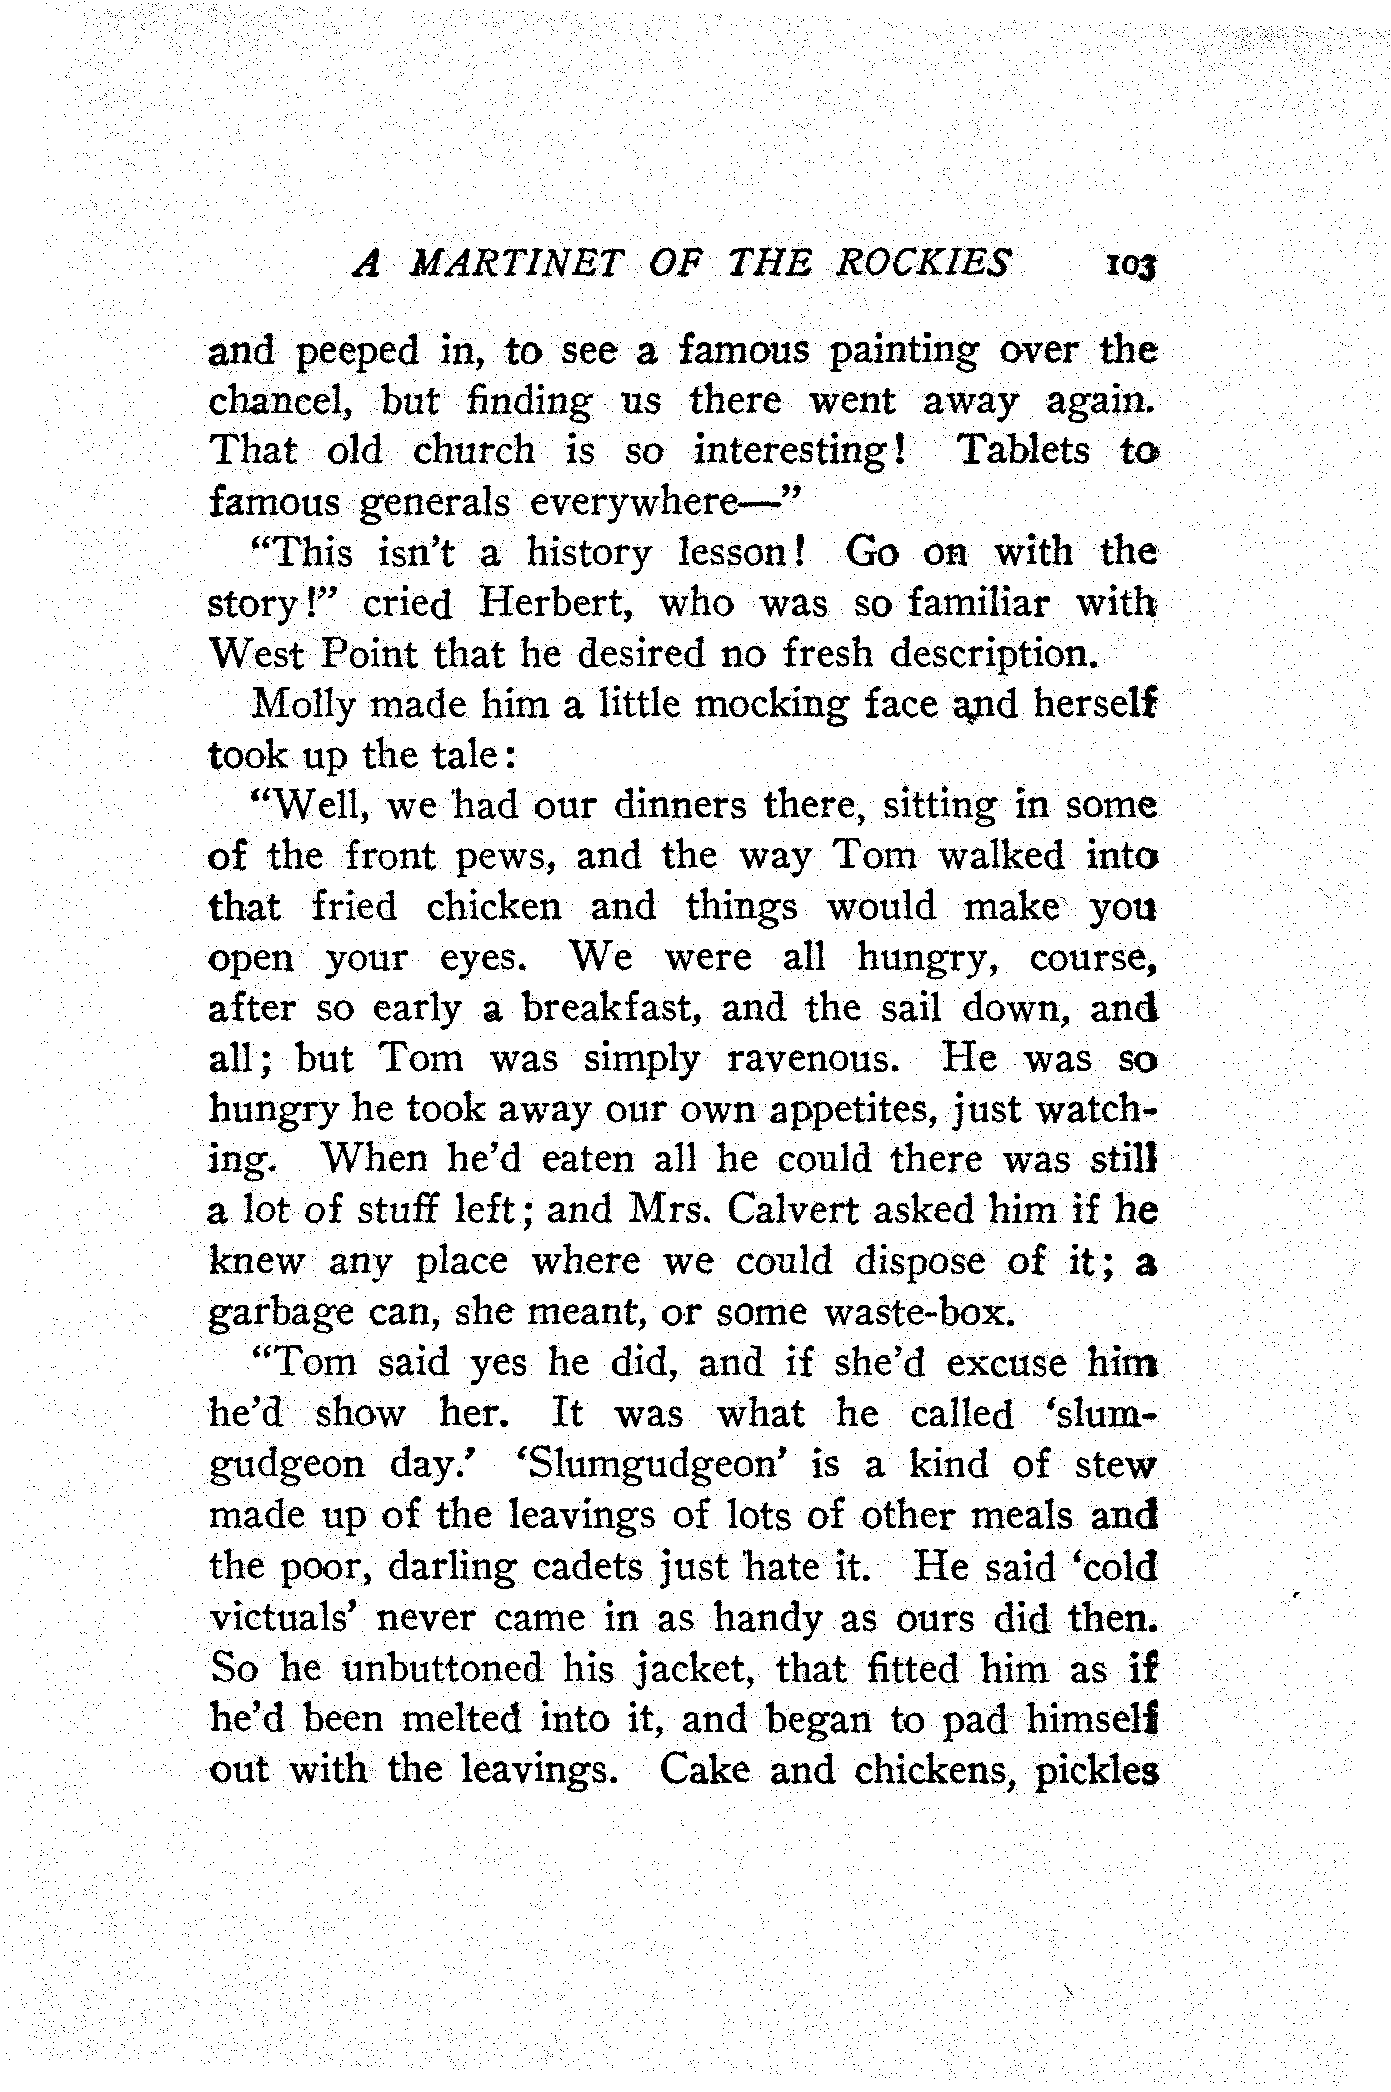 A MARTINET OF THE ROCKIES 103
and peeped in, to see a famous painting over the
chancel, but finding us there went away again.
That old church is so interesting! Tablets to
famous generals everywhere—”
“This isn’t a history lesson! Go on with the
story!” cried Herbert, who was so familiar with
West Point that he desired no fresh description.
Molly made him a little mocking face and herself
took up the tale:
“Well, we had our dinners there, sitting in some
of the front pews, and the way Tom walked into
that fried chicken and things would make you
open your eyes. We were all hungry, course,
after so early a breakfast, and the sail down, and
all; but Tom was simply ravenous. He was so
hungry he took away our own appetites, just watch-
ing. When he’d eaten all he could there was still
a lot of stuff left; and Mrs. Calvert asked him if he
knew any place where we could dispose of it; a
garbage can, she meant, or some waste-box.
“Tom said yes he did, and if she’d excuse him
he’d show her. It was what he called ‘slum-
gudgeon day.’ ‘Slumgudgeon’ is a kind of stew
made up of the leavings of lots of other meals and
the poor, darling cadets just hate it. He said ‘cold
victuals’ never came in as handy as ours did then.
So he unbuttoned his jacket, that fitted him as if
he’d been melted into it, and began to pad himself
out with the leavings. Cake and chickens, pickles